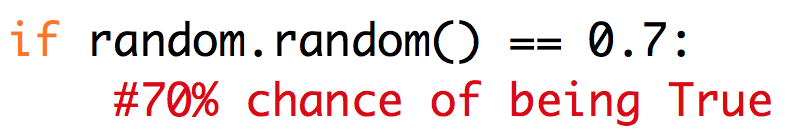 if random.random() == 0.7:
    #70% chance of being True